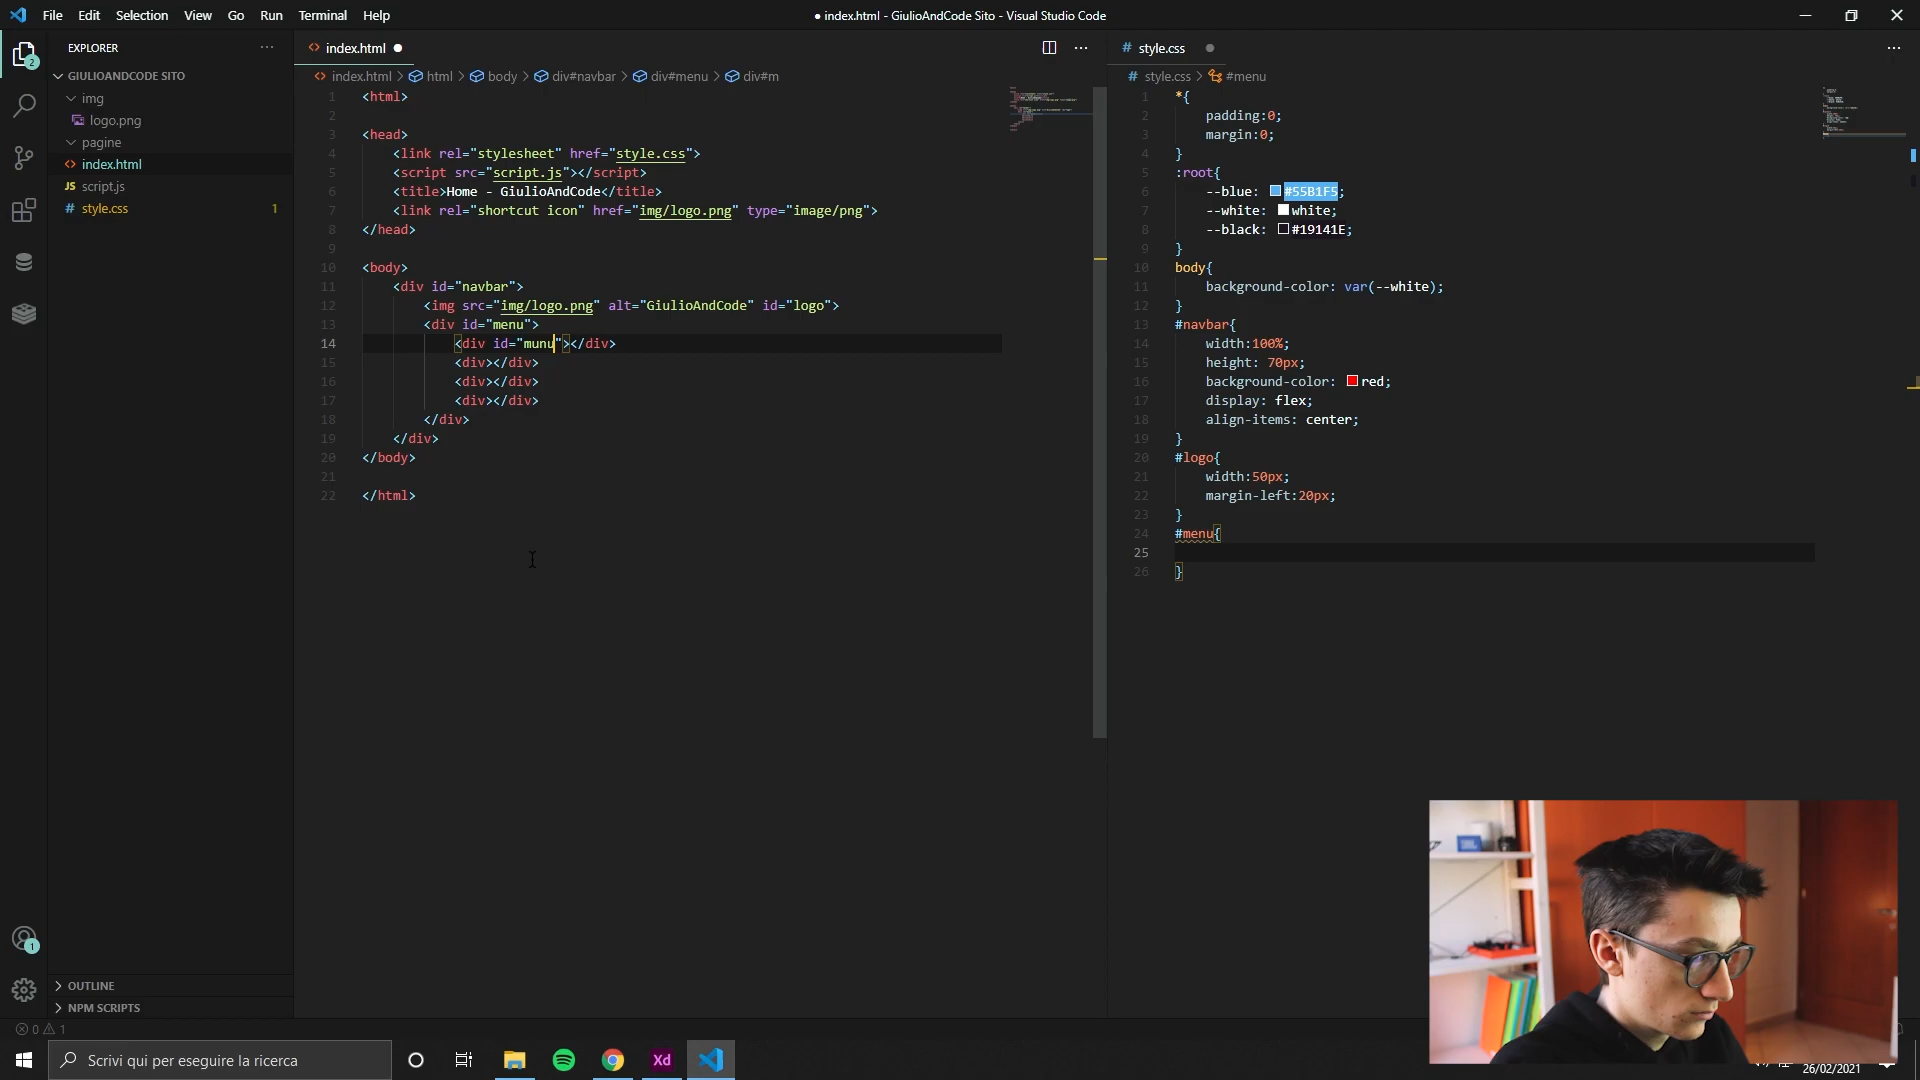 File Edit Selection View Go Run Terminal Help
● index.html - GiulioAndCode Sito - Visual Studio Code
EXPLORER
GIULIOANDCODE SITO
img
logo.png
pagine
index.html
JS script.js
# style.css 1
2
OUTLINE
NPM SCRIPTS
1
0 1
<> index.html ●
<> index.html > html > body > div#navbar > div#menu > div#m
1 <html>
2
3 <head>
4 <link rel="stylesheet" href="style.css">
5 <script src="script.js"></script>
6 <title>Home - GiulioAndCode</title>
7 <link rel="shortcut icon" href="img/logo.png" type="image/png">
8 </head>
9
10 <body>
11 <div id="navbar">
12 <img src="img/logo.png" alt="GiulioAndCode" id="logo">
13 <div id="menu">
14 <div id="munu"></div>
15 <div></div>
16 <div></div>
17 <div></div>
18 </div>
19 </div>
20 </body>
21
22 </html>
# style.css ●
# style.css > #menu
1 *{
2 padding:0;
3 margin:0;
4 }
5 :root{
6 --blue: #55B1F5;
7 --white: white;
8 --black: #19141E;
9 }
10 body{
11 background-color: var(--white);
12 }
13 #navbar{
14 width:100%;
15 height: 70px;
16 background-color: red;
17 display: flex;
18 align-items: center;
19 }
20 #logo{
21 width:50px;
22 margin-left:20px;
23 }
24 #menu{
25
26 }
JBL
Scrivi qui per eseguire la ricerca
Xd
26/02/2021